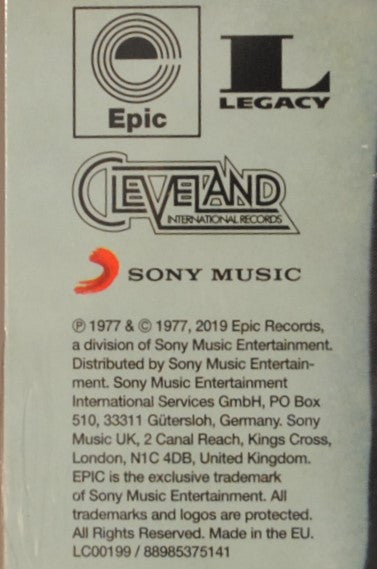 Epic
L
LEGACY
CLEVELAND
INTERNATIONAL RECORDS
SONY MUSIC
℗ 1977 & © 1977, 2019 Epic Records,
a division of Sony Music Entertainment.
Distributed by Sony Music Entertain-
ment. Sony Music Entertainment
International Services GmbH, PO Box
510, 33311 Gütersloh, Germany. Sony
Music UK, 2 Canal Reach, Kings Cross,
London, N1C 4DB, United Kingdom.
EPIC is the exclusive trademark
of Sony Music Entertainment. All
trademarks and logos are protected.
All Rights Reserved. Made in the EU.
LC00199 / 88985375141